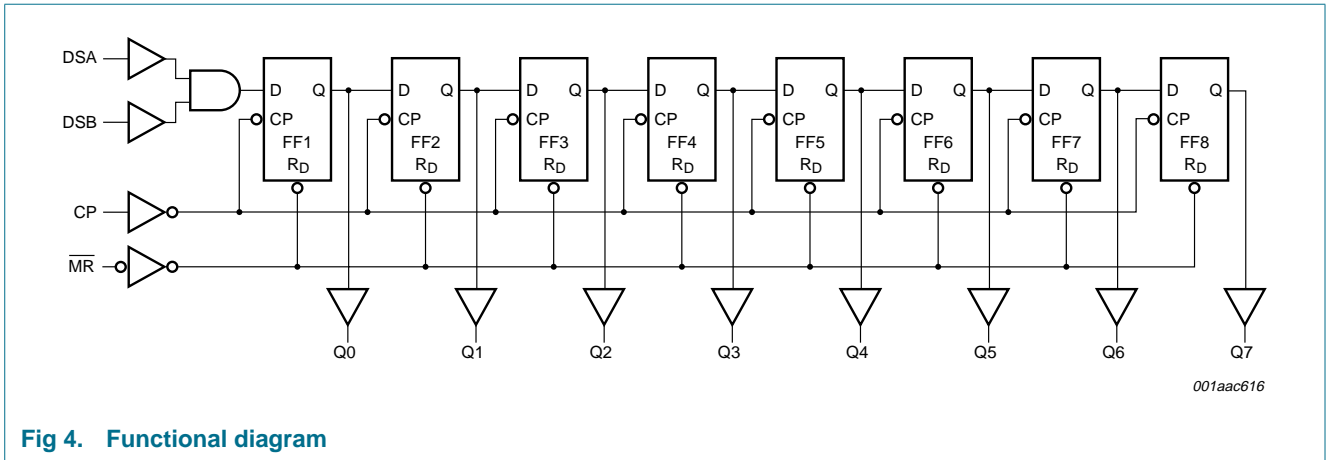 DSA
DSB
D Q D Q D Q D Q D Q D Q D Q D Q
CP CP CP CP CP CP CP CP
FF1 FF2 FF3 FF4 FF5 FF6 FF7 FF8
RD RD RD RD RD RD RD RD
CP
MR
Q0 Q1 Q2 Q3 Q4 Q5 Q6 Q7
001aac616
Fig 4. Functional diagram